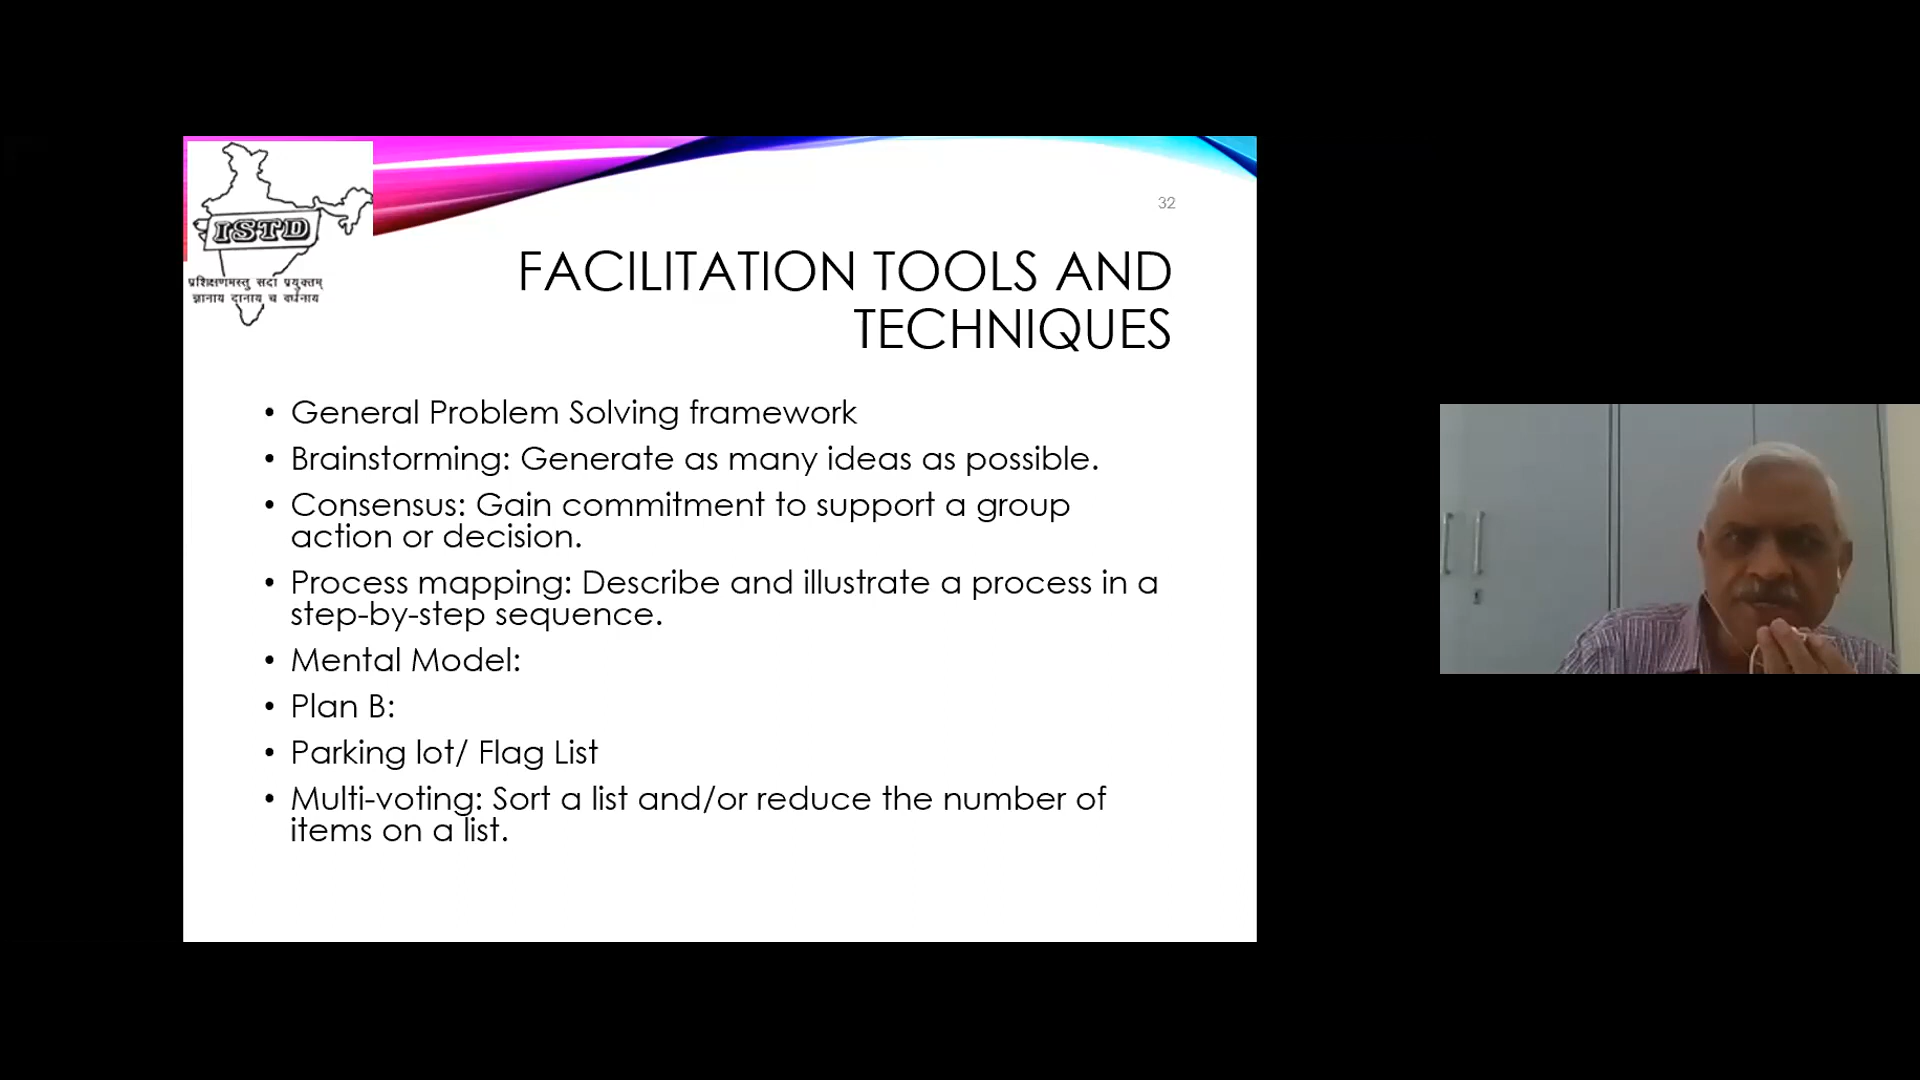 ISTD
प्रशिक्षणमस्तु सदा प्रयुक्तम्
ज्ञानाय दानाय च वर्धनाय
32
FACILITATION TOOLS AND
TECHNIQUES
• General Problem Solving framework
• Brainstorming: Generate as many ideas as possible.
• Consensus: Gain commitment to support a group
action or decision.
• Process mapping: Describe and illustrate a process in a
step-by-step sequence.
• Mental Model:
• Plan B:
• Parking lot/ Flag List
• Multi-voting: Sort a list and/or reduce the number of
items on a list.